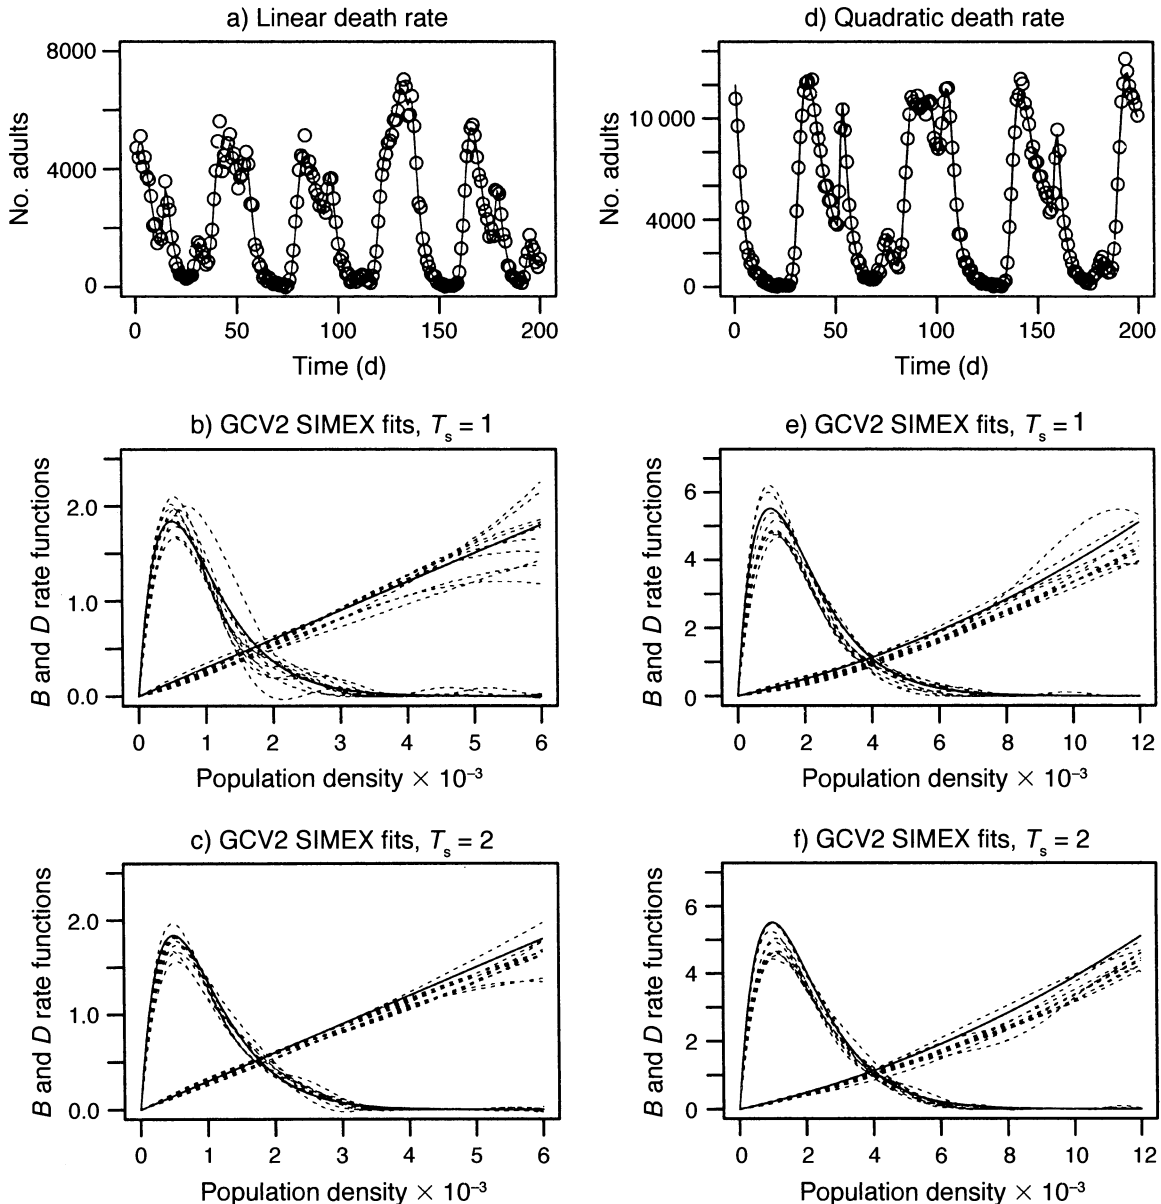 a) Linear death rate
No. adults
8000
4000
0
0 50 100 150 200
Time (d)
d) Quadratic death rate
No. adults
10 000
4000
0
0 50 100 150 200
Time (d)
b) GCV2 SIMEX fits, Ts = 1
B and D rate functions
2.0
1.0
0.0
0 1 2 3 4 5 6
Population density × 10⁻³
e) GCV2 SIMEX fits, Ts = 1
B and D rate functions
6
4
2
0
0 2 4 6 8 10 12
Population density × 10⁻³
c) GCV2 SIMEX fits, Ts = 2
B and D rate functions
2.0
1.0
0.0
0 1 2 3 4 5 6
Population density × 10⁻³
f) GCV2 SIMEX fits, Ts = 2
B and D rate functions
6
4
2
0
0 2 4 6 8 10 12
Population density × 10⁻³